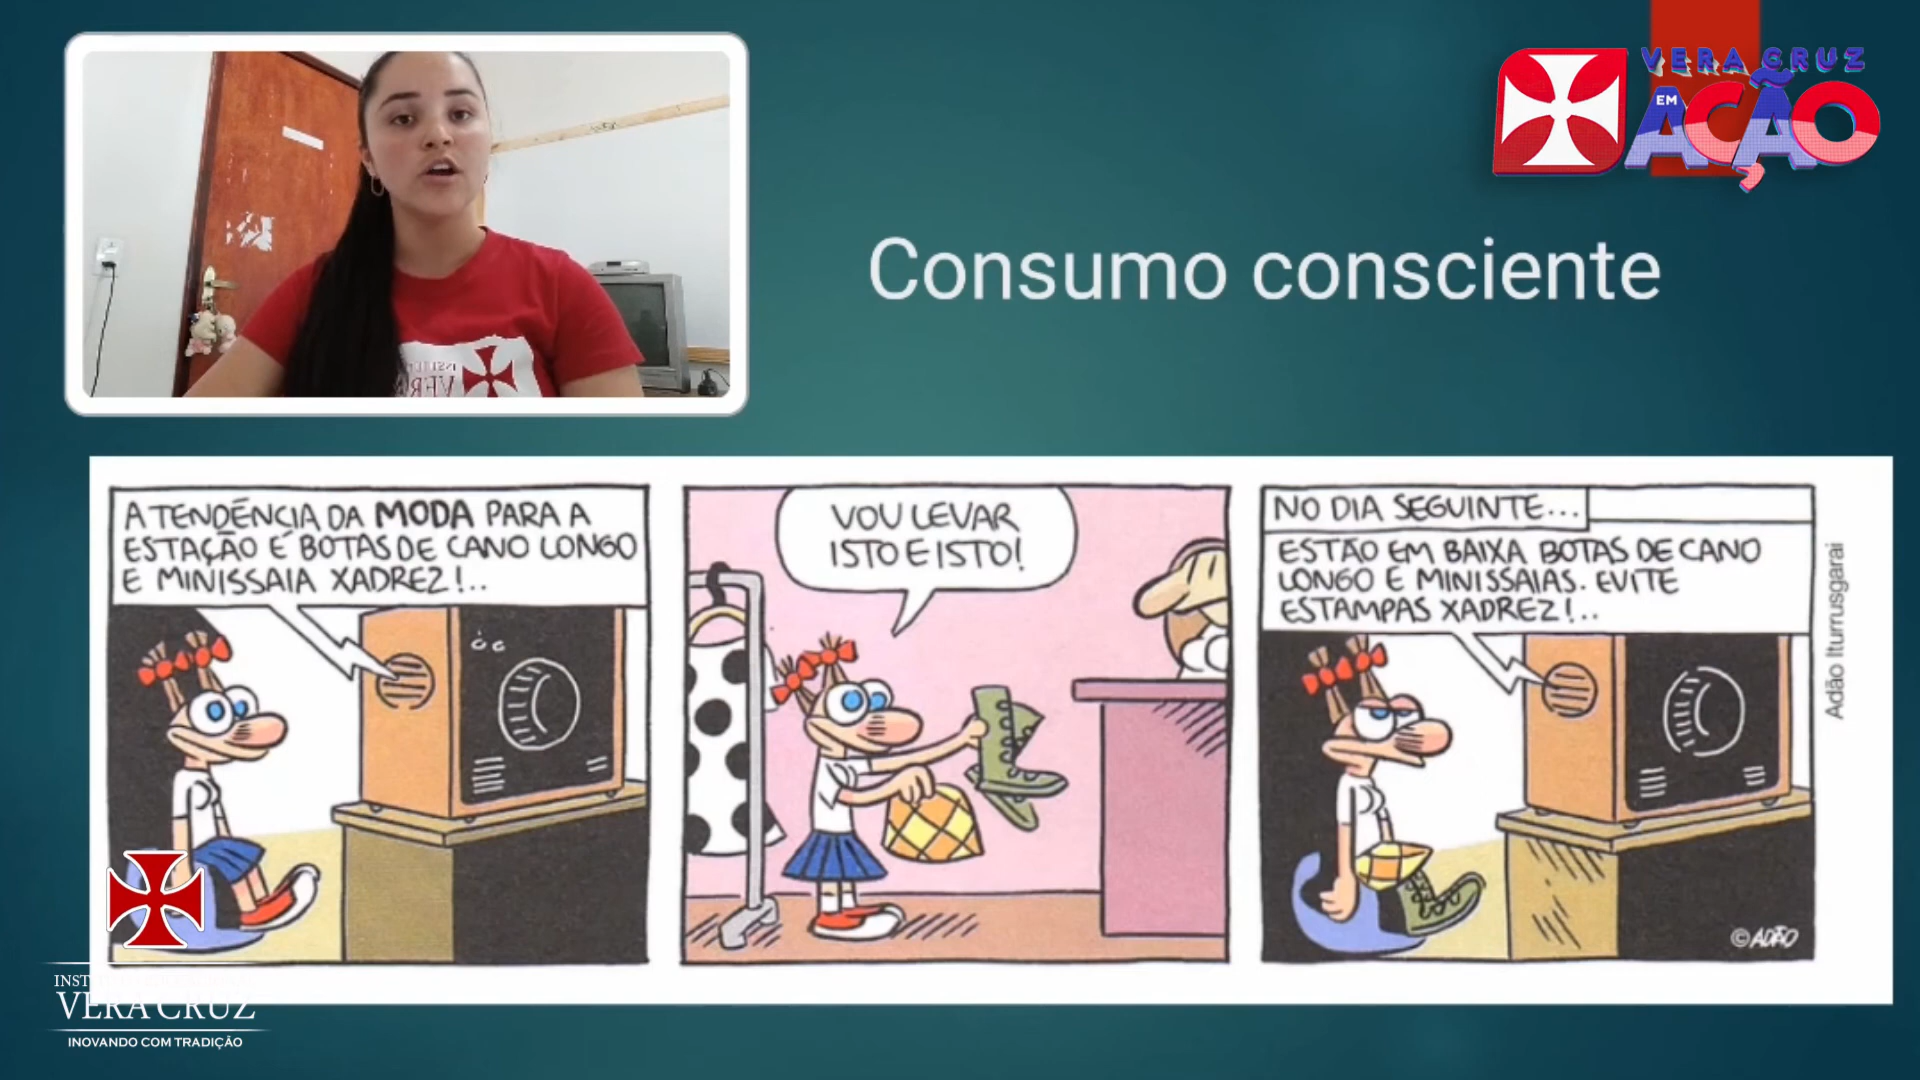 VERA CRUZ
EM
AÇÃO
Consumo consciente
A TENDÊNCIA DA MODA PARA A
ESTAÇÃO É BOTAS DE CANO LONGO
E MINISSAIA XADREZ!..
VOU LEVAR
ISTO E ISTO!
NO DIA SEGUINTE...
ESTÃO EM BAIXA BOTAS DE CANO
LONGO E MINISSAIAS. EVITE
ESTAMPAS XADREZ!..
Adão Iturrusgarai
© ADÃO
VERA CRUZ
INOVANDO COM TRADIÇÃO